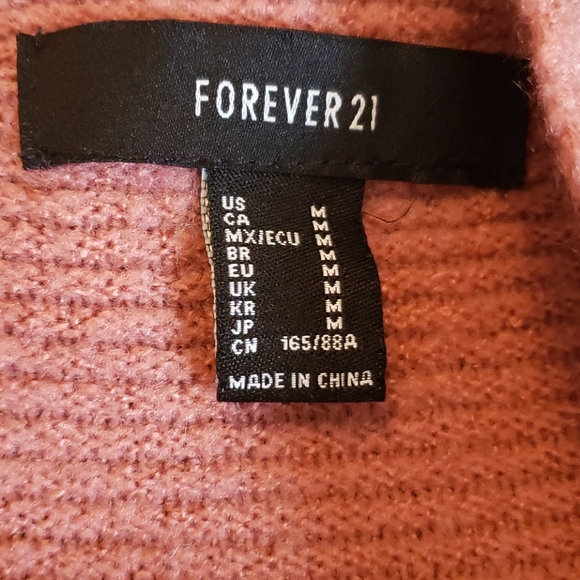 FOREVER 21
US M
CA M
MX/ECU M
BR M
EU M
UK M
KR M
JP M
CN 165/88A
MADE IN CHINA